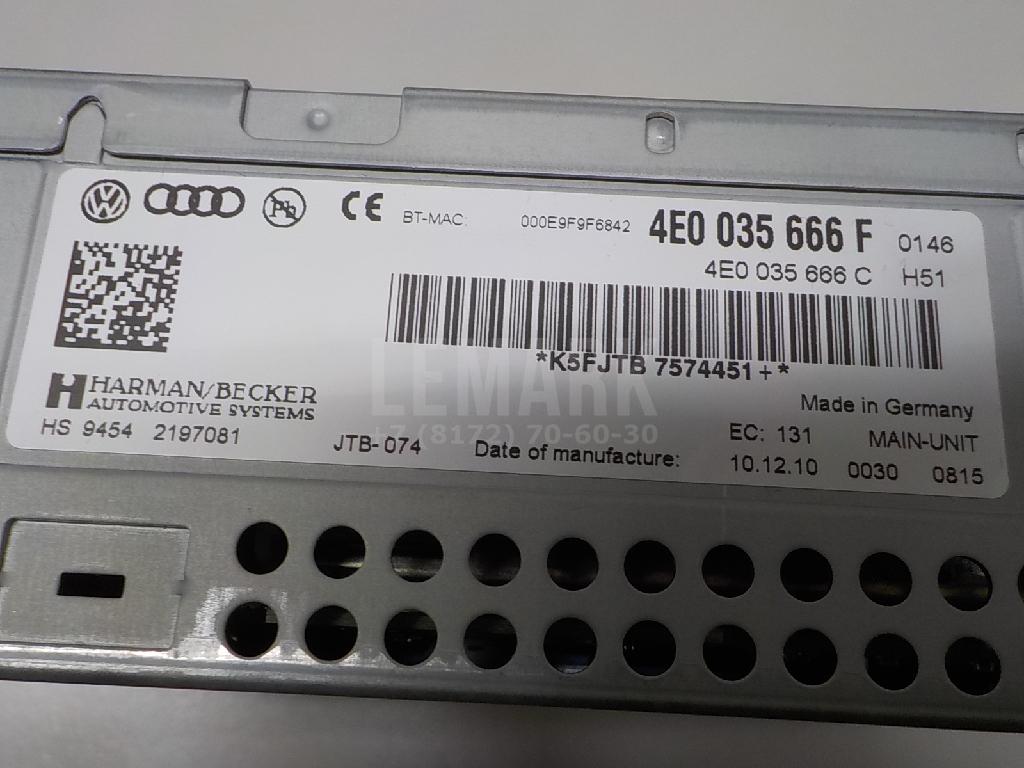 BT-MAC: 000E9F9F6842 4E0 035 666 F 0146
4E0 035 666 C H51
*K5FJTB 7574451+*
HARMAN/BECKER
AUTOMOTIVE SYSTEMS
Made in Germany
HS 9454 2197081 JTB-074 Date of manufacture: EC: 131 MAIN-UNIT
10.12.10 0030 0815
LEMARK
+7 (8172) 70-60-30